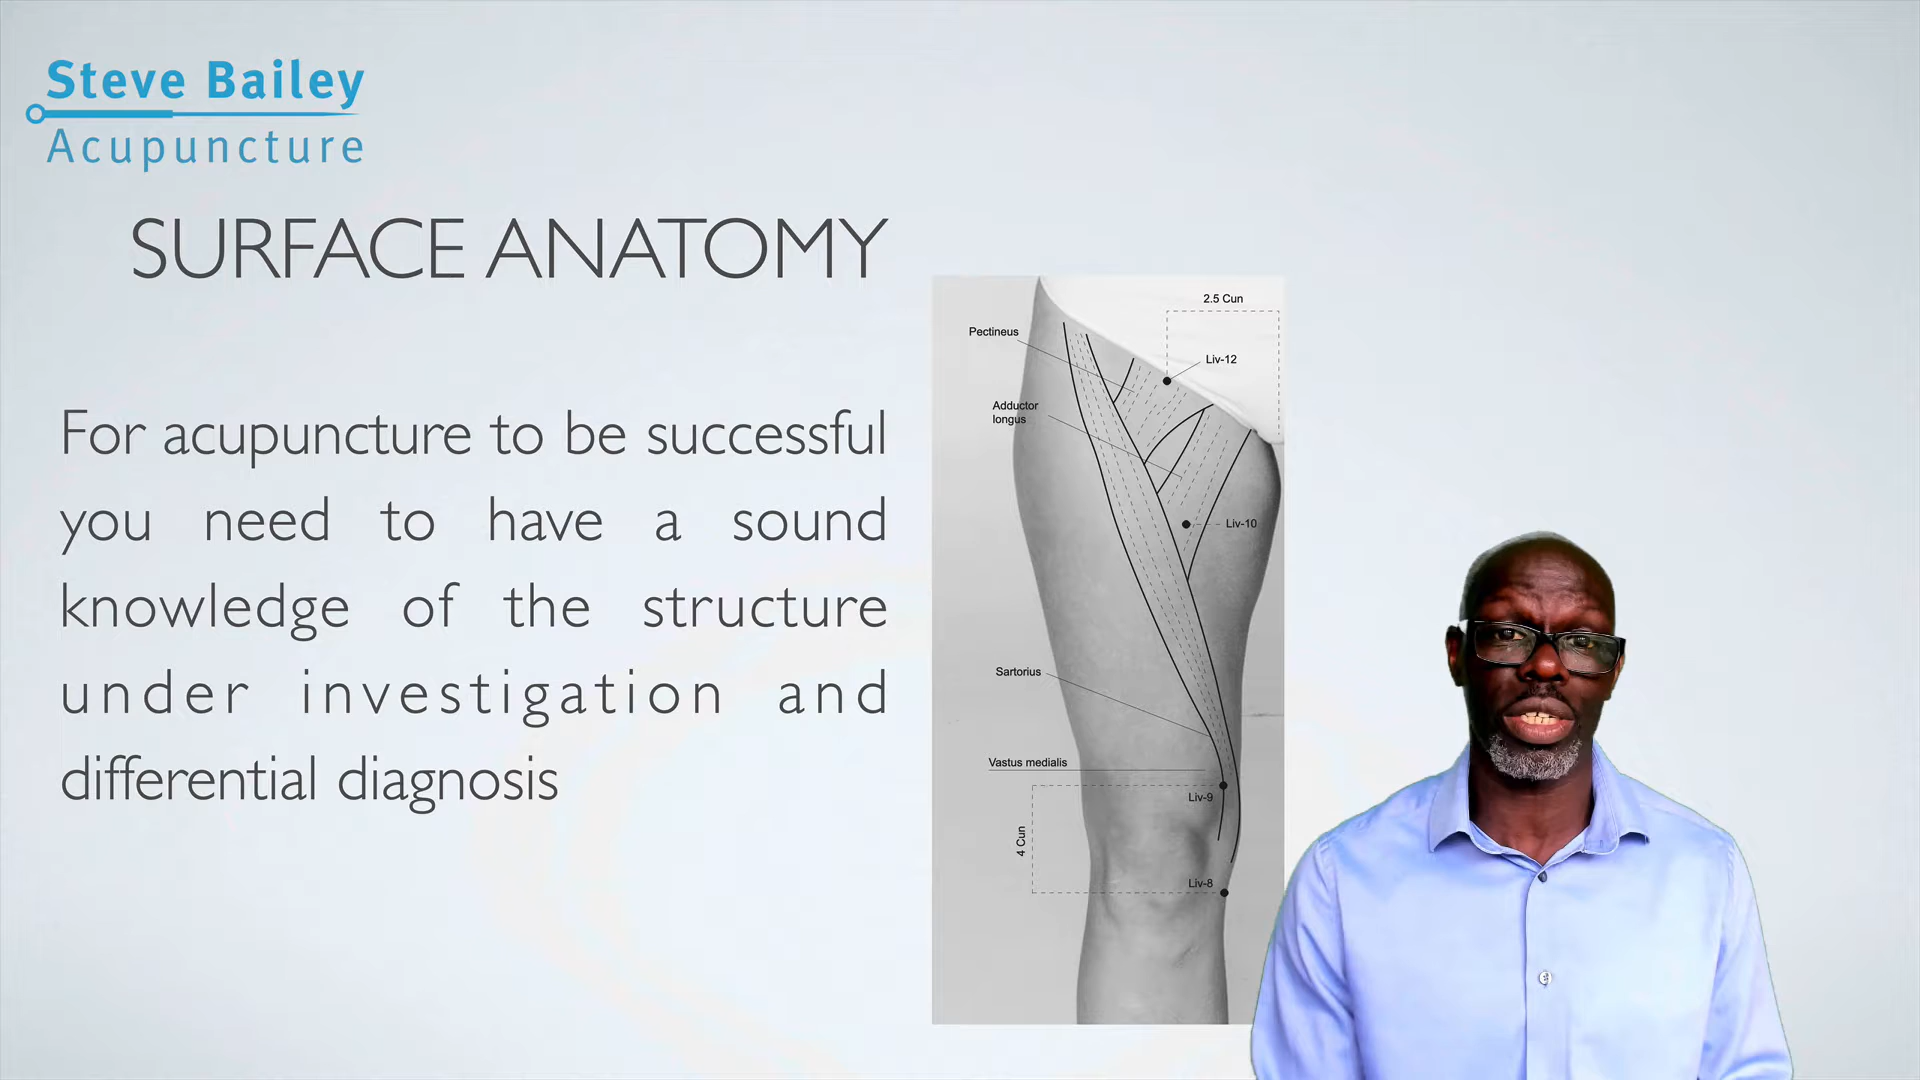 Steve Bailey
Acupuncture
SURFACE ANATOMY
For acupuncture to be successful
you need to have a sound
knowledge of the structure
under investigation and
differential diagnosis
2.5 Cun
Pectineus
Liv-12
Adductor
longus
Liv-10
Sartorius
Vastus medialis
Liv-9
4 Cun
Liv-8